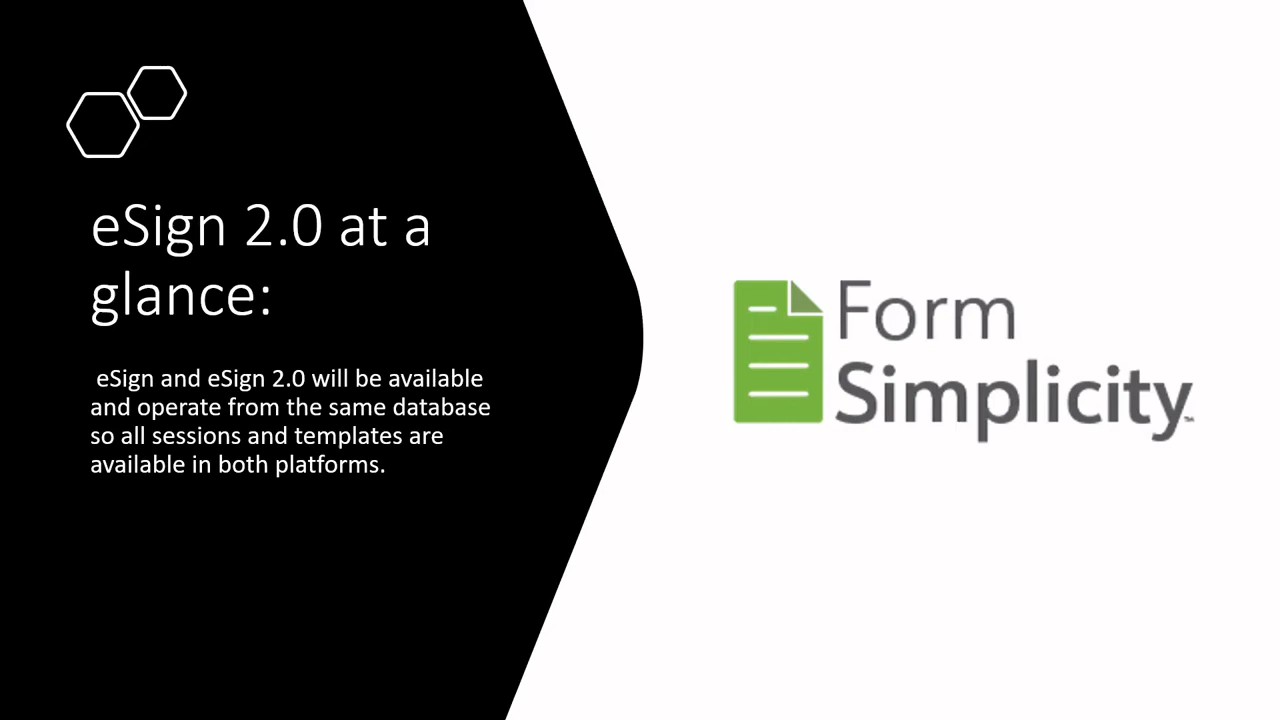 eSign 2.0 at a
glance:
eSign and eSign 2.0 will be available
and operate from the same database
so all sessions and templates are
available in both platforms.
Form
Simplicity™